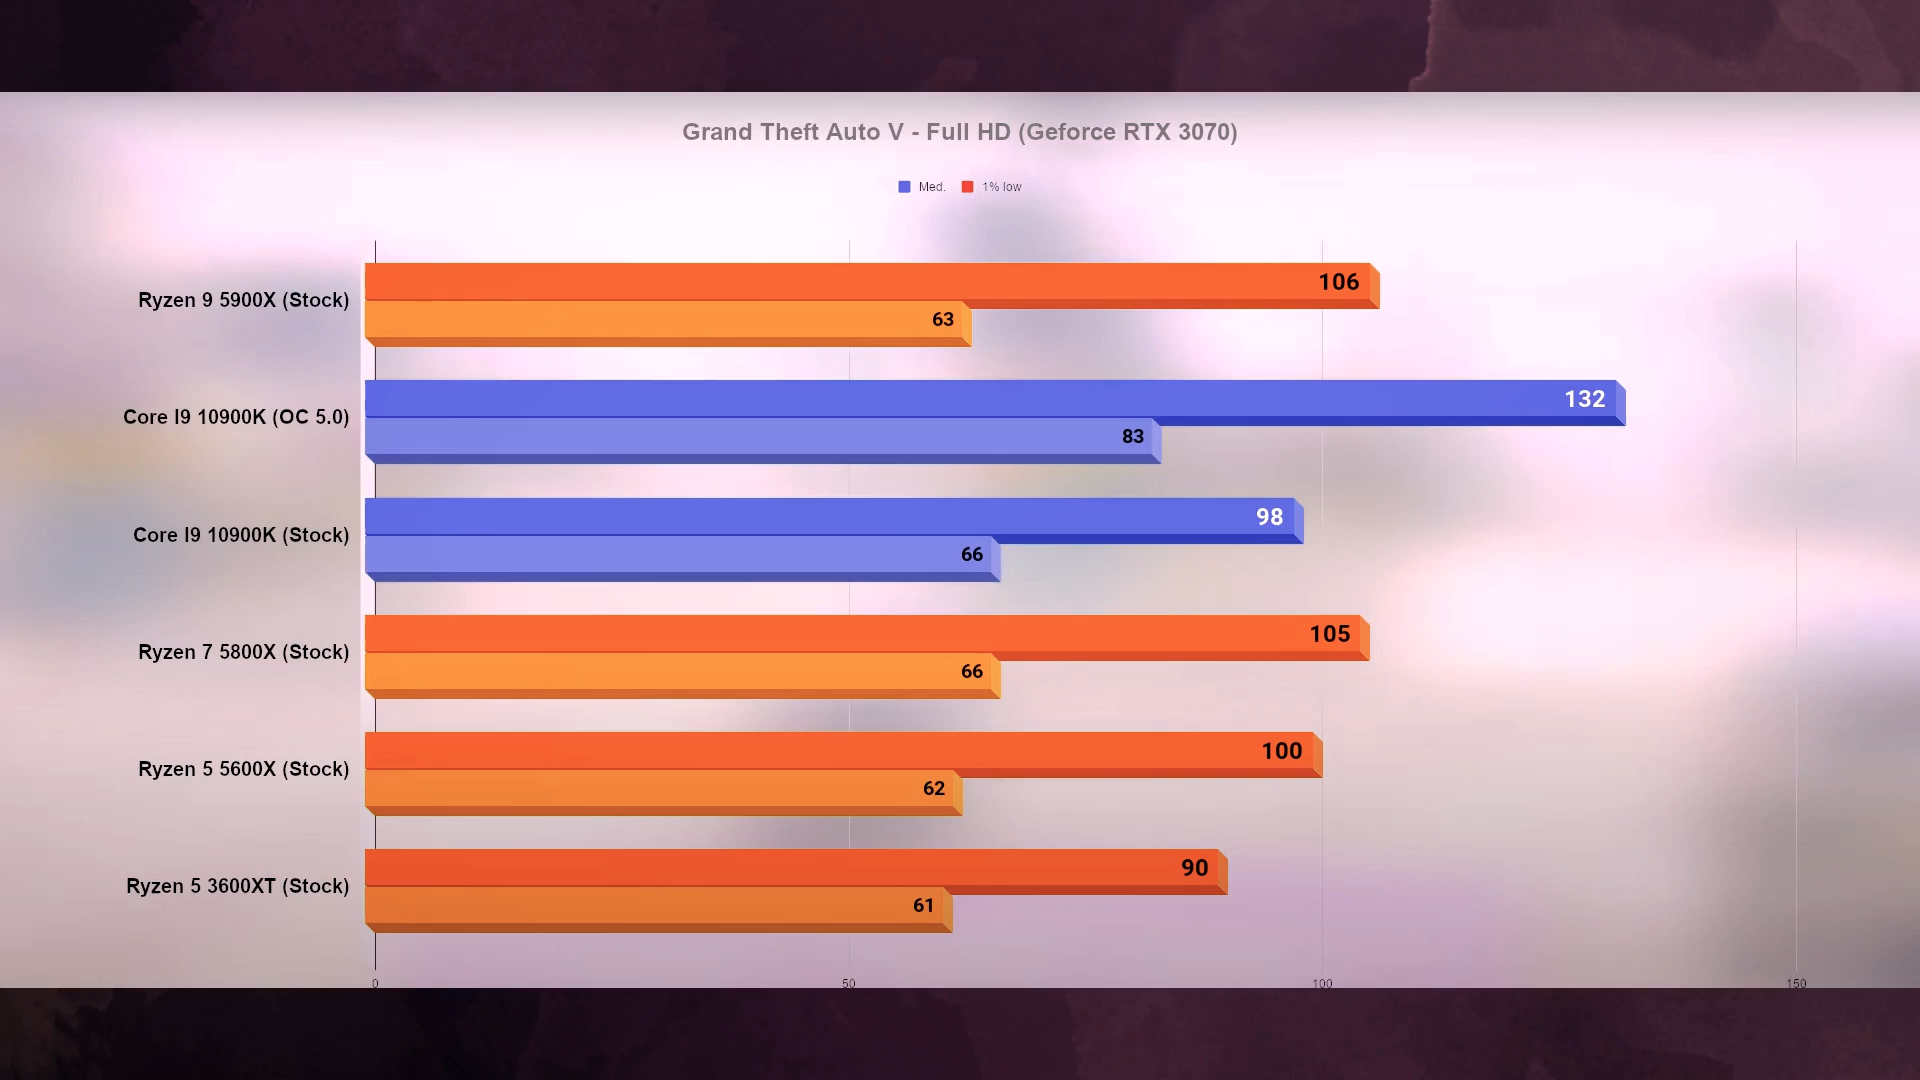 Grand Theft Auto V - Full HD (Geforce RTX 3070)
Med. 1% low
Ryzen 9 5900X (Stock) 106
63
Core I9 10900K (OC 5.0) 132
83
Core I9 10900K (Stock) 98
66
Ryzen 7 5800X (Stock) 105
66
Ryzen 5 5600X (Stock) 100
62
Ryzen 5 3600XT (Stock) 90
61
0 50 100 150